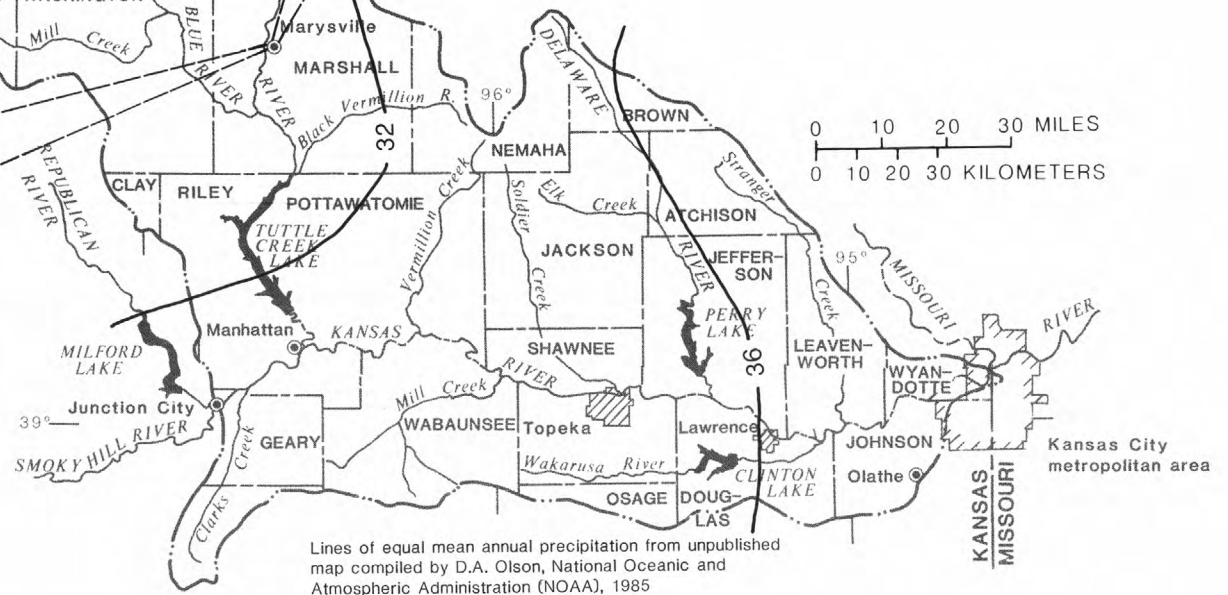 BLUE
RIVER
Mill Creek
Marysville
MARSHALL
RIVER
Black Vermillion R.
32
96°
DELAWARE
RIVER
BROWN
0 10 20 30 MILES
0 10 20 30 KILOMETERS
REPUBLICAN
RIVER
CLAY
RILEY
POTTAWATOMIE
TUTTLE
CREEK
LAKE
Vermillion Creek
NEMAHA
Soldier Creek
Elk Creek
JACKSON
ATCHISON
Stranger Creek
JEFFER-
SON
95°
MISSOURI
RIVER
MILFORD
LAKE
Manhattan
KANSAS
RIVER
SHAWNEE
PERRY
LAKE
36
LEAVEN-
WORTH
WYAN-
DOTTE
39°
Junction City
SMOKY HILL RIVER
Clarks Creek
GEARY
Mill Creek
WABAUNSEE
Topeka
Wakarusa River
Lawrence
CLINTON
LAKE
JOHNSON
Olathe
Kansas City
metropolitan area
OSAGE
DOUG-
LAS
KANSAS
MISSOURI
Lines of equal mean annual precipitation from unpublished
map compiled by D.A. Olson, National Oceanic and
Atmospheric Administration (NOAA), 1985